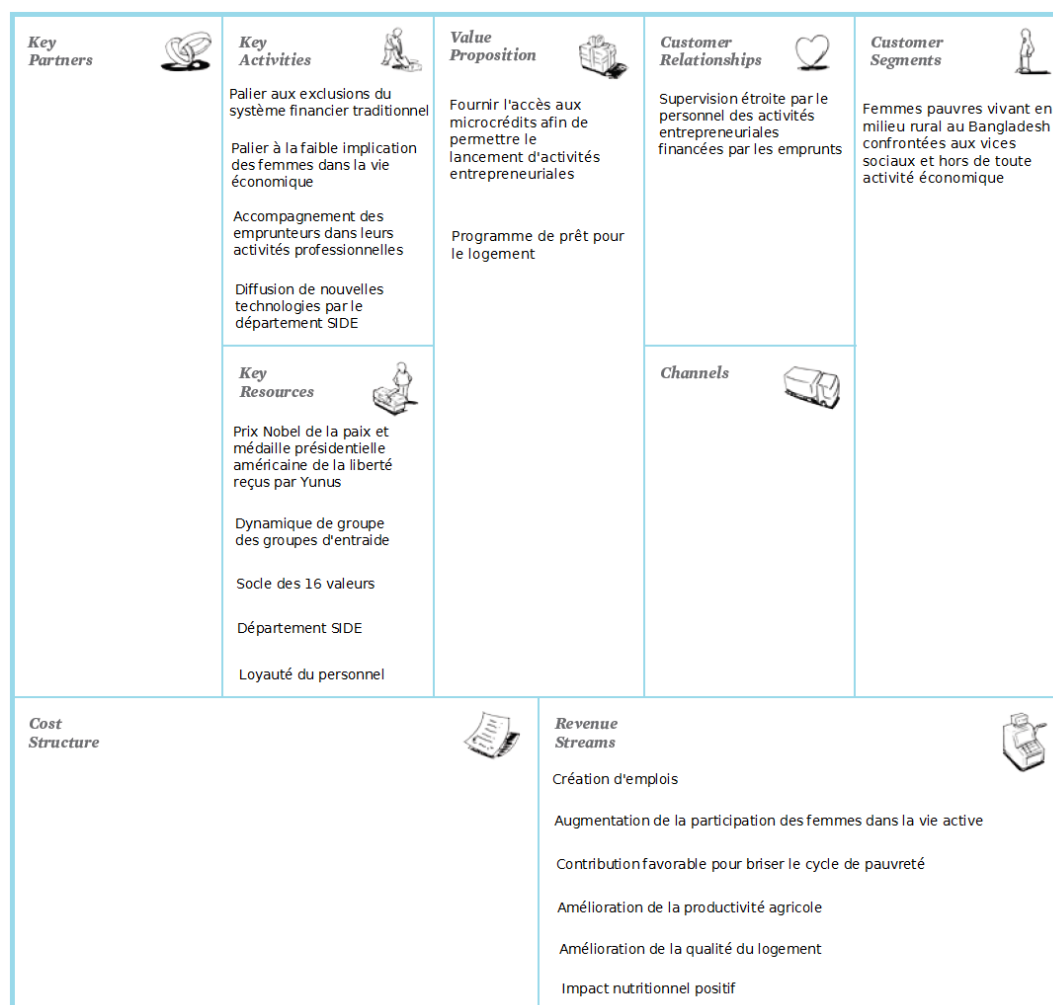 Key
Partners
Key
Activities
Palier aux exclusions du
système financier traditionnel
Palier à la faible implication
des femmes dans la vie
économique
Accompagnement des
emprunteurs dans leurs
activités professionnelles
Diffusion de nouvelles
technologies par le
département SIDE
Key
Resources
Prix Nobel de la paix et
médaille présidentielle
américaine de la liberté
reçus par Yunus
Dynamique de groupe
des groupes d'entraide
Socle des 16 valeurs
Département SIDE
Loyauté du personnel
Value
Proposition
Fournir l'accès aux
microcrédits afin de
permettre le
lancement d'activités
entrepreneuriales
Programme de prêt pour
le logement
Customer
Relationships
Supervision étroite par le
personnel des activités
entrepreneuriales
financées par les emprunts
Channels
Customer
Segments
Femmes pauvres vivant en
milieu rural au Bangladesh
confrontées aux vices
sociaux et hors de toute
activité économique
Cost
Structure
Revenue
Streams
Création d'emplois
Augmentation de la participation des femmes dans la vie active
Contribution favorable pour briser le cycle de pauvreté
Amélioration de la productivité agricole
Amélioration de la qualité du logement
Impact nutritionnel positif